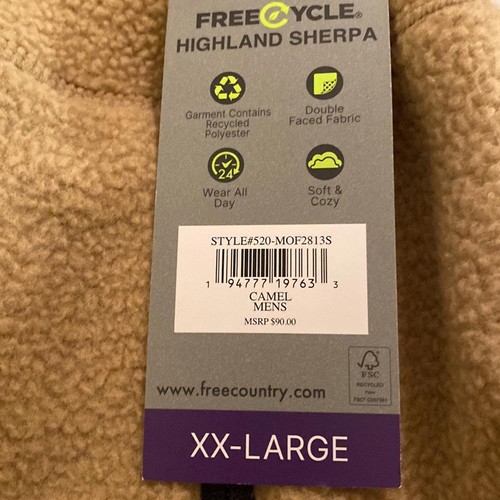 FREECYCLE®
HIGHLAND SHERPA
Garment Contains
Recycled
Polyester
Double
Faced Fabric
24
Wear All
Day
Soft &
Cozy
STYLE#520-MOF2813S
1 94777 19763 3
CAMEL
MENS
MSRP $90.00
FSC
RECYCLED
www.freecountry.com
XX-LARGE